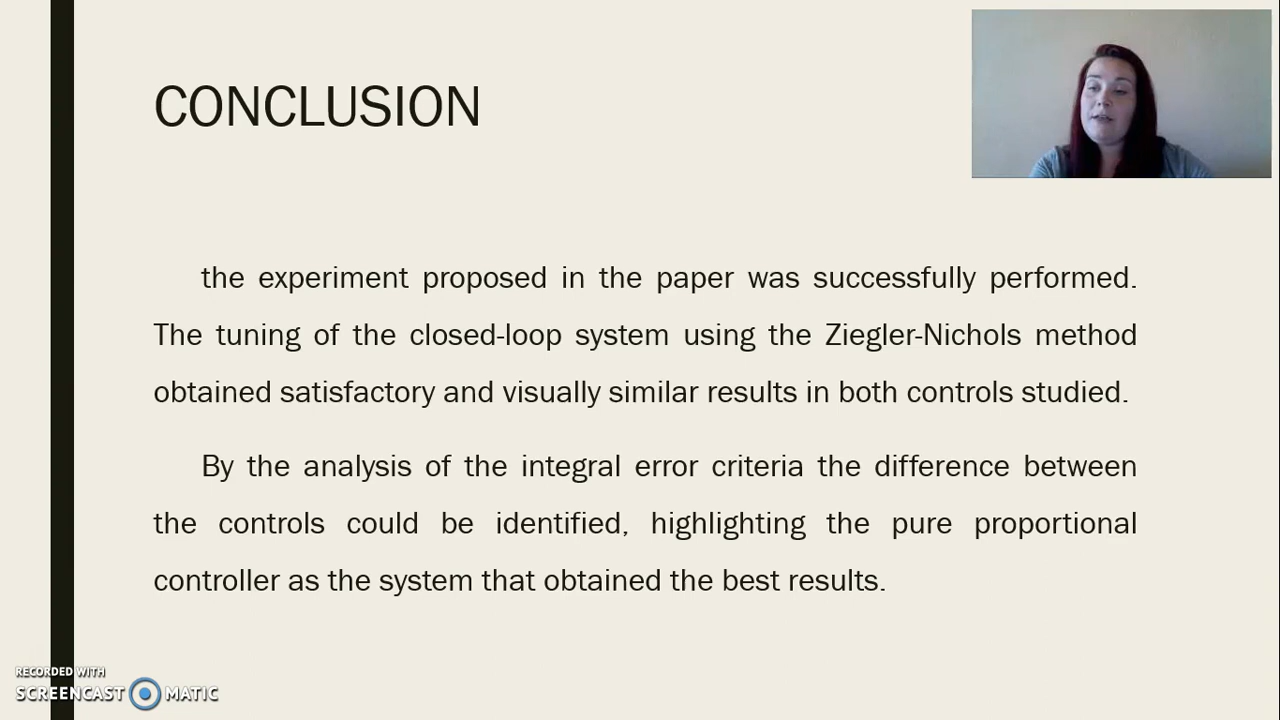 CONCLUSION
the experiment proposed in the paper was successfully performed.
The tuning of the closed-loop system using the Ziegler-Nichols method
obtained satisfactory and visually similar results in both controls studied.
By the analysis of the integral error criteria the difference between
the controls could be identified, highlighting the pure proportional
controller as the system that obtained the best results.
RECORDED WITH
SCREENCAST MATIC